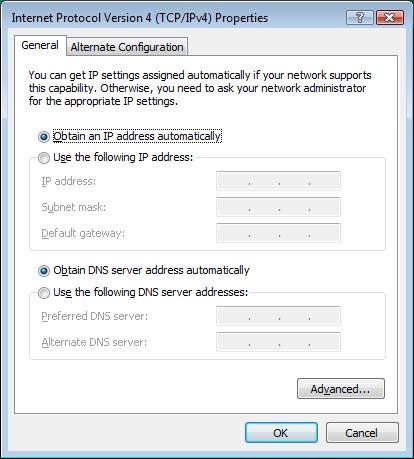 Internet Protocol Version 4 (TCP/IPv4) Properties
General
Alternate Configuration
You can get IP settings assigned automatically if your network supports
this capability. Otherwise, you need to ask your network administrator
for the appropriate IP settings.
Obtain an IP address automatically
Use the following IP address:
IP address:
Subnet mask:
Default gateway:
Obtain DNS server address automatically
Use the following DNS server addresses:
Preferred DNS server:
Alternate DNS server:
Advanced...
OK
Cancel